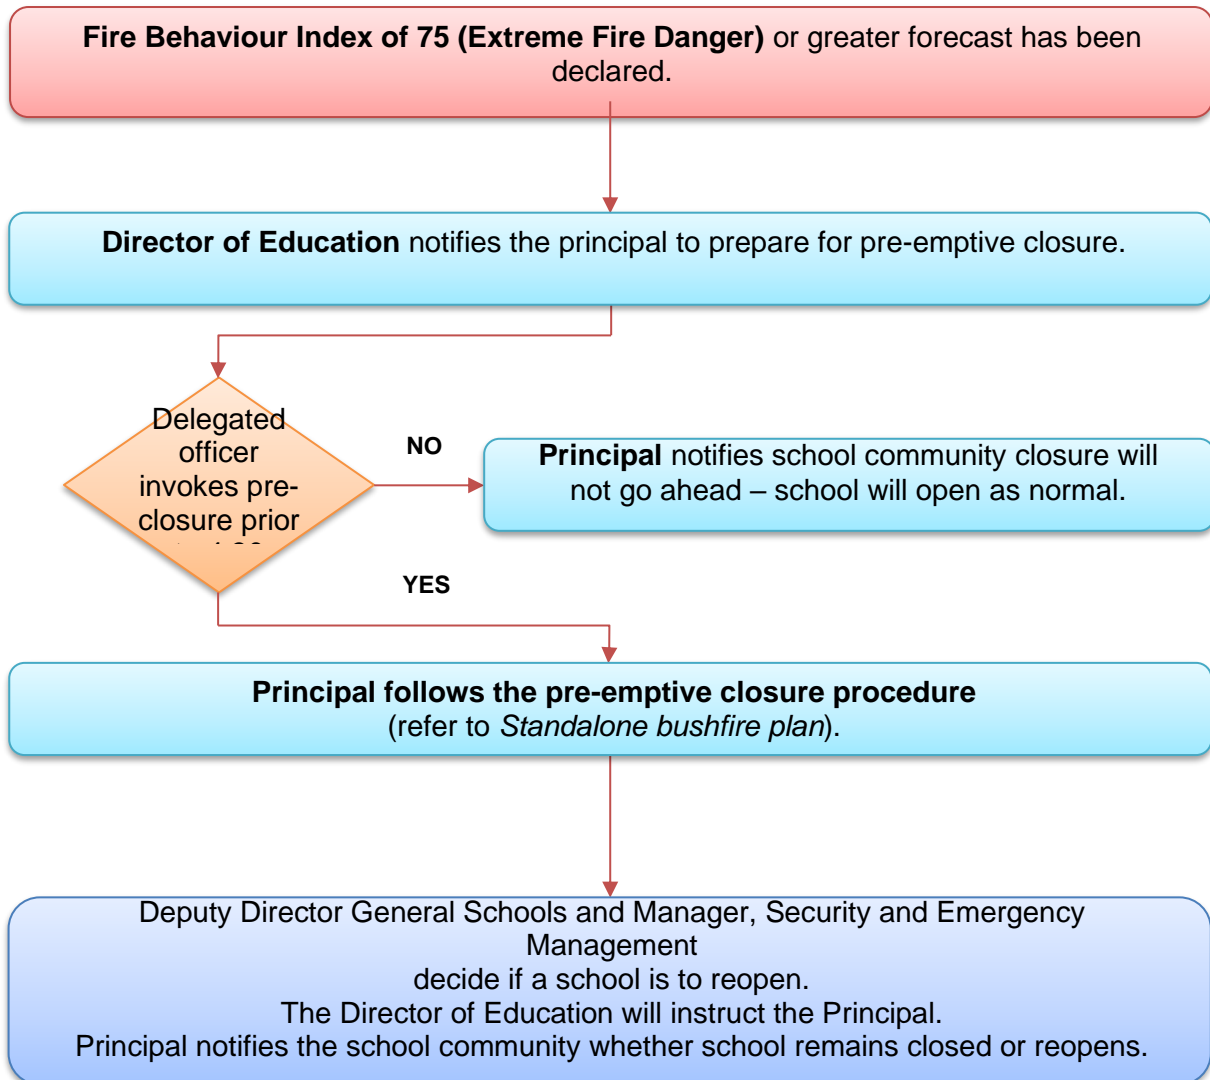 Fire Behaviour Index of 75 (Extreme Fire Danger) or greater forecast has been
declared.
Director of Education notifies the principal to prepare for pre-emptive closure.
Delegated
officer
invokes pre-
closure prior
NO
Principal notifies school community closure will
not go ahead – school will open as normal.
YES
Principal follows the pre-emptive closure procedure
(refer to Standalone bushfire plan).
Deputy Director General Schools and Manager, Security and Emergency
Management
decide if a school is to reopen.
The Director of Education will instruct the Principal.
Principal notifies the school community whether school remains closed or reopens.